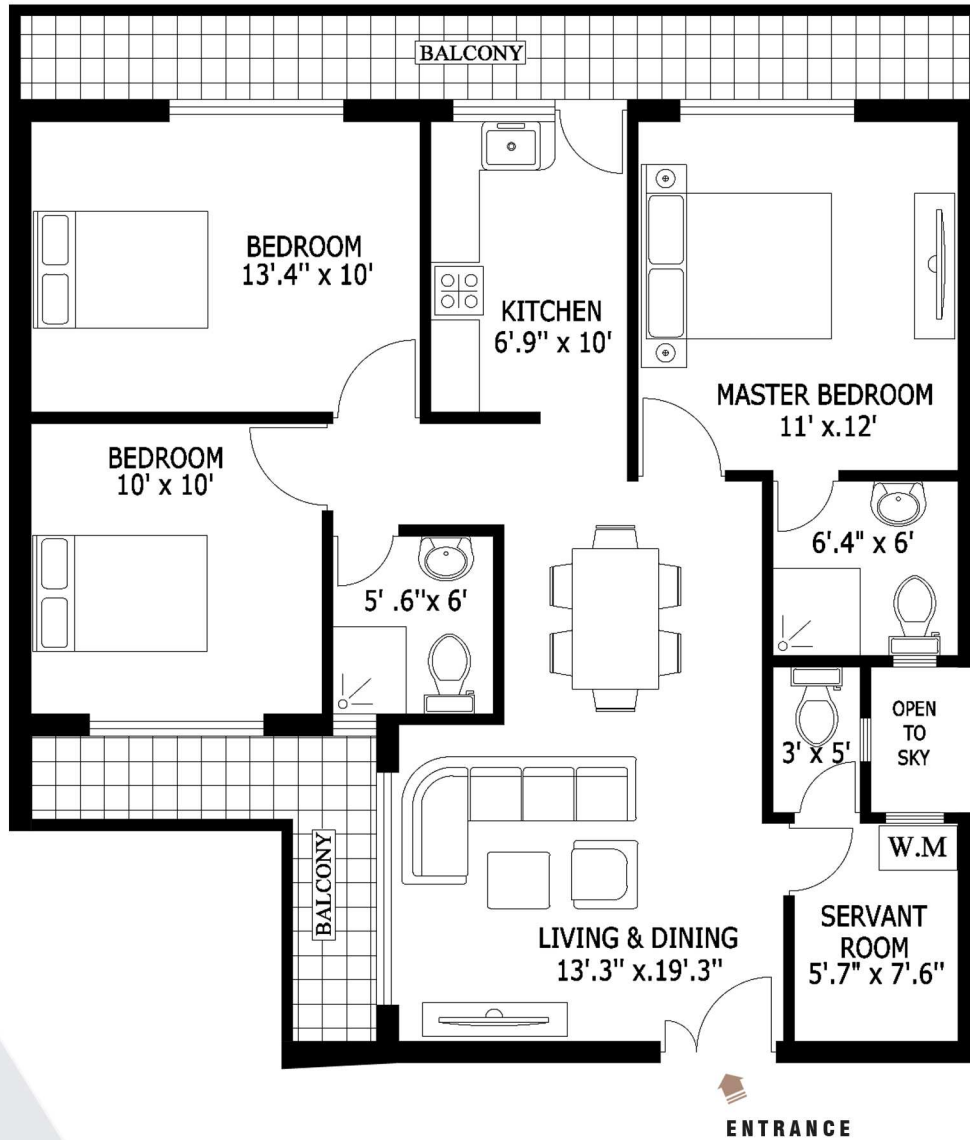 BALCONY
BEDROOM
13'.4'' x 10'
KITCHEN
6'.9'' x 10'
MASTER BEDROOM
11' x.12'
BEDROOM
10' x 10'
6'.4" x 6'
5' .6''x 6'
OPEN
TO
SKY
3' x 5'
W.M
BALCONY
SERVANT
ROOM
5'.7" x 7'.6"
LIVING & DINING
13'.3" x.19'.3"
ENTRANCE